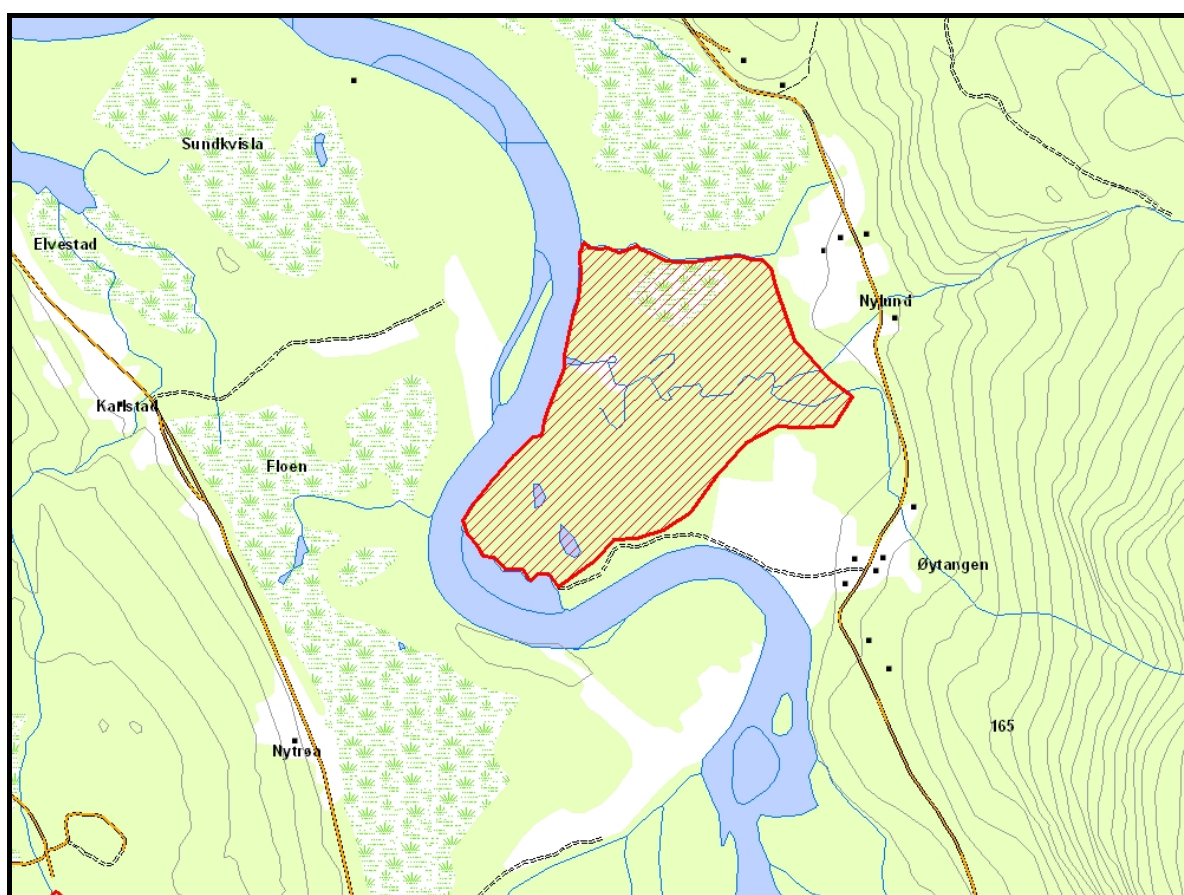 Sundkvisla
Elvestad
Nylund
Karlstad
Floen
Øytangen
165
Nytrøa